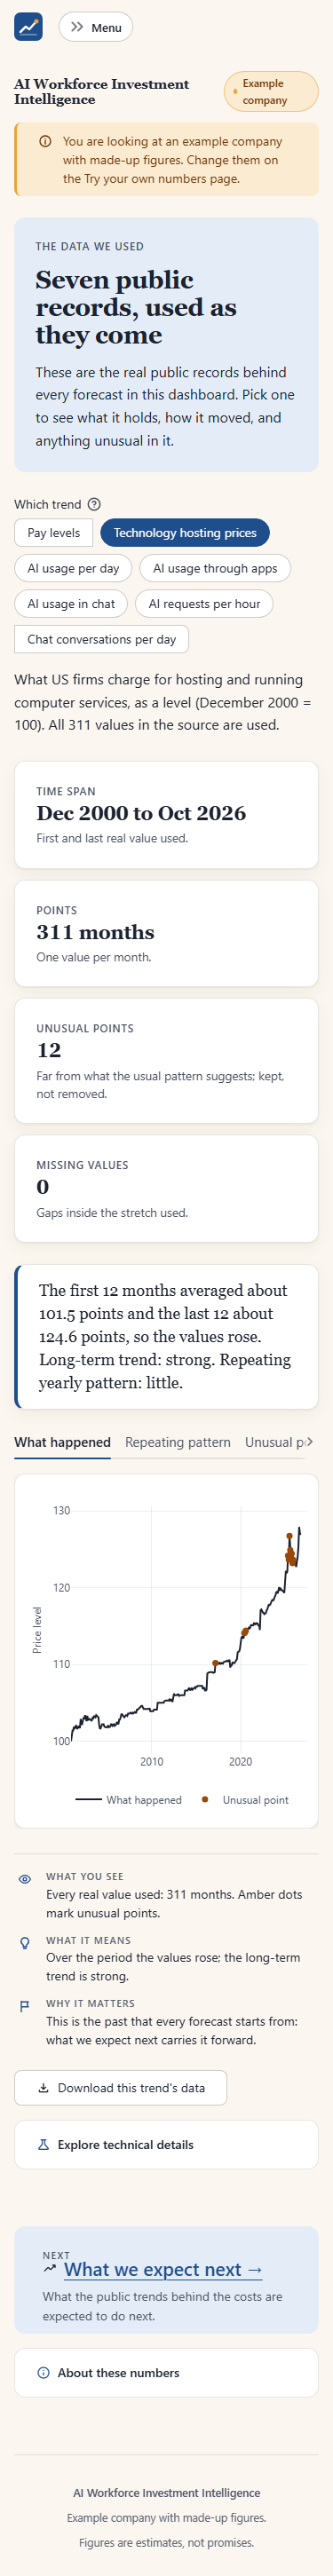 Menu
AI Workforce Investment
Intelligence
Example
company
You are looking at an example company
with made-up figures. Change them on
the Try your own numbers page.
THE DATA WE USED
Seven public
records, used as
they come
These are the real public records behind
every forecast in this dashboard. Pick one
to see what it holds, how it moved, and
anything unusual in it.
Which trend
Pay levels
Technology hosting prices
AI usage per day
AI usage through apps
AI usage in chat
AI requests per hour
Chat conversations per day
What US firms charge for hosting and running
computer services, as a level (December 2000 =
100). All 311 values in the source are used.
TIME SPAN
Dec 2000 to Oct 2026
First and last real value used.
POINTS
311 months
One value per month.
UNUSUAL POINTS
12
Far from what the usual pattern suggests; kept,
not removed.
MISSING VALUES
0
Gaps inside the stretch used.
The first 12 months averaged about
101.5 points and the last 12 about
124.6 points, so the values rose.
Long-term trend: strong. Repeating
yearly pattern: little.
What happened
Repeating pattern
Unusual p
130
120
110
100
Price level
2010
2020
What happened
Unusual point
WHAT YOU SEE
Every real value used: 311 months. Amber dots
mark unusual points.
WHAT IT MEANS
Over the period the values rose; the long-term
trend is strong.
WHY IT MATTERS
This is the past that every forecast starts from:
what we expect next carries it forward.
Download this trend's data
Explore technical details
NEXT
What we expect next →
What the public trends behind the costs are
expected to do next.
About these numbers
AI Workforce Investment Intelligence
Example company with made-up figures.
Figures are estimates, not promises.